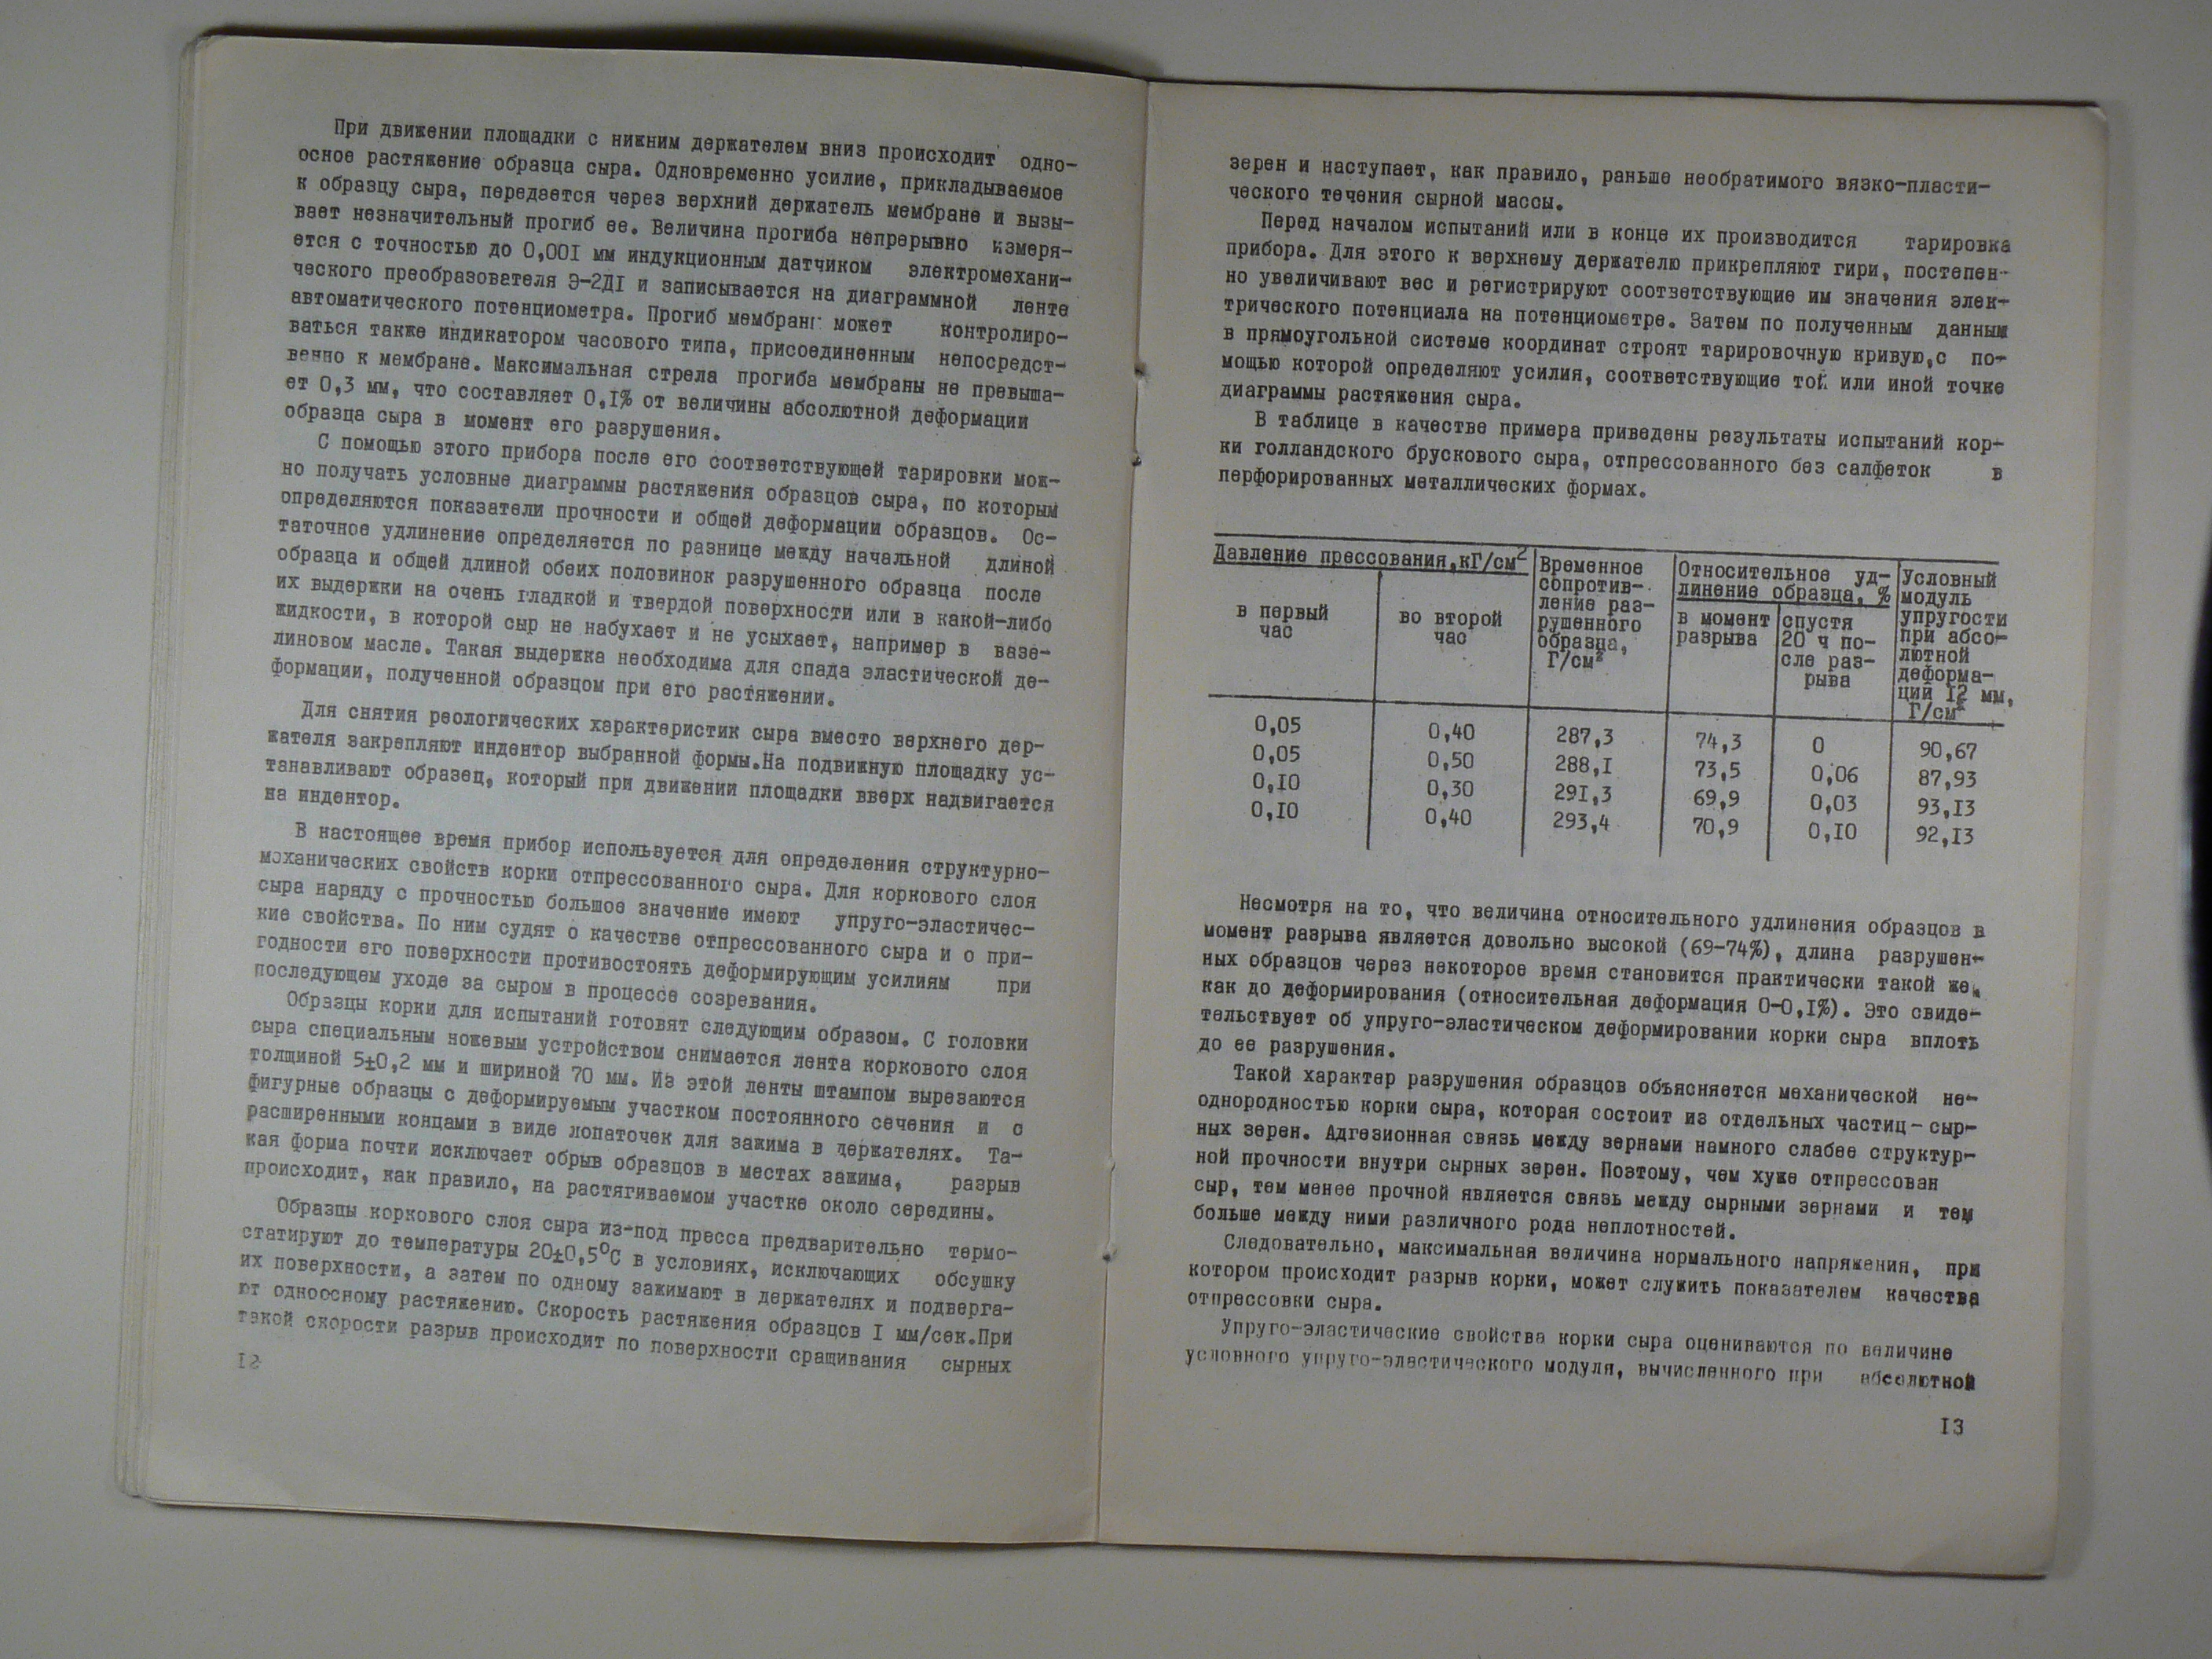 При движении площадки с нижним держателем вниз происходит одно-
осное растяжение образца сыра. Одновременно усилие, прикладываемое
к образцу сыра, передается через верхний держатель мембране и вызы-
вает незначительный прогиб ее. Величина прогиба непрерывно измеря-
ется с точностью до 0,001 мм индукционным датчиком электромехани-
ческого преобразователя Э-2Д1 и записывается на диаграммной ленте
автоматического потенциометра. Прогиб мембраны может контролиро-
ваться также индикатором часового типа, присоединенным непосредст-
венно к мембране. Максимальная стрела прогиба мембраны не превыша-
ет 0,3 мм, что составляет 0,1% от величины абсолютной деформации
образца сыра в момент его разрушения.
С помощью этого прибора после его соответствующей тарировки мож-
но получать условные диаграммы растяжения образцов сыра, по которым
определяются показатели прочности и общей деформации образцов. Ос-
таточное удлинение определяется по разнице между начальной длиной
образца и общей длиной обеих половинок разрушенного образца после
их выдержки на очень гладкой и твердой поверхности или в какой-либо
жидкости, в которой сыр не набухает и не усыхает, например в вазе-
линовом масле. Такая выдержка необходима для спада эластической де-
формации, полученной образцом при его растяжении.
Для снятия реологических характеристик сыра вместо верхнего дер-
жателя закрепляют индентор выбранной формы.На подвижную площадку ус-
танавливают образец, который при движении площадки вверх надвигается
на индентор.
В настоящее время прибор используется для определения структурно-
механических свойств корки отпрессованного сыра. Для коркового слоя
сыра наряду с прочностью большое значение имеют упруго-эластичес-
кие свойства. По ним судят о качестве отпрессованного сыра и о при-
годности его поверхности противостоять деформирующим усилиям при
последующем уходе за сыром в процессе созревания.
Образцы корки для испытаний готовят следующим образом. С головки
сыра специальным ножевым устройством снимается лента коркового слоя
толщиной 5±0,2 мм и шириной 70 мм. Из этой ленты штампом вырезаются
фигурные образцы с деформируемым участком постоянного сечения и с
расширенными концами в виде лопаточек для зажима в держателях. Та-
кая форма почти исключает обрыв образцов в местах зажима, разрыв
происходит, как правило, на растягиваемом участке около середины.
Образцы коркового слоя сыра из-под пресса предварительно термо-
статируют до температуры 20±0,5°С в условиях, исключающих обсушку
их поверхности, а затем по одному зажимают в держателях и подверга-
ют одноосному растяжению. Скорость растяжения образцов 1 мм/сек.При
такой скорости разрыв происходит по поверхности сращивания сырных
12
зерен и наступает, как правило, раньше необратимого вязко-пласти-
ческого течения сырной массы.
Перед началом испытаний или в конце их производится тарировка
прибора. Для этого к верхнему держателю прикрепляют гири, постепен-
но увеличивают вес и регистрируют соответствующие им значения элек-
трического потенциала на потенциометре. Затем по полученным данным
в прямоугольной системе координат строят тарировочную кривую,с по-
мощью которой определяют усилия, соответствующие той или иной точке
диаграммы растяжения сыра.
В таблице в качестве примера приведены результаты испытаний кор-
ки голландского брускового сыра, отпрессованного без салфеток в
перфорированных металлических формах.
Давление прессования,кГ/см²
в первый
час
во второй
час
Временное
сопротив-
ление раз-
рушенного
образца,
Г/см²
Относительное уд-
линение образца, %
в момент
разрыва
спустя
20 ч по-
сле раз-
рыва
Условный
модуль
упругости
при абсо-
лютной
деформа-
ции 12 мм,
Г/см²
0,05 0,40 287,3 74,3 0 90,67
0,05 0,50 288,1 73,5 0,06 87,93
0,10 0,30 291,3 69,9 0,03 93,13
0,10 0,40 293,4 70,9 0,10 92,13
Несмотря на то, что величина относительного удлинения образцов в
момент разрыва является довольно высокой (69-74%), длина разрушен-
ных образцов через некоторое время становится практически такой же,
как до деформирования (относительная деформация 0-0,1%). Это свиде-
тельствует об упруго-эластическом деформировании корки сыра вплоть
до ее разрушения.
Такой характер разрушения образцов объясняется механической не-
однородностью корки сыра, которая состоит из отдельных частиц - сыр-
ных зерен. Адгезионная связь между зернами намного слабее структур-
ной прочности внутри сырных зерен. Поэтому, чем хуже отпрессован
сыр, тем менее прочной является связь между сырными зернами и тем
больше между ними различного рода неплотностей.
Следовательно, максимальная величина нормального напряжения, при
котором происходит разрыв корки, может служить показателем качества
отпрессовки сыра.
Упруго-эластические свойства корки сыра оцениваются по величине
условного упруго-эластического модуля, вычисленного при абсолютной
13